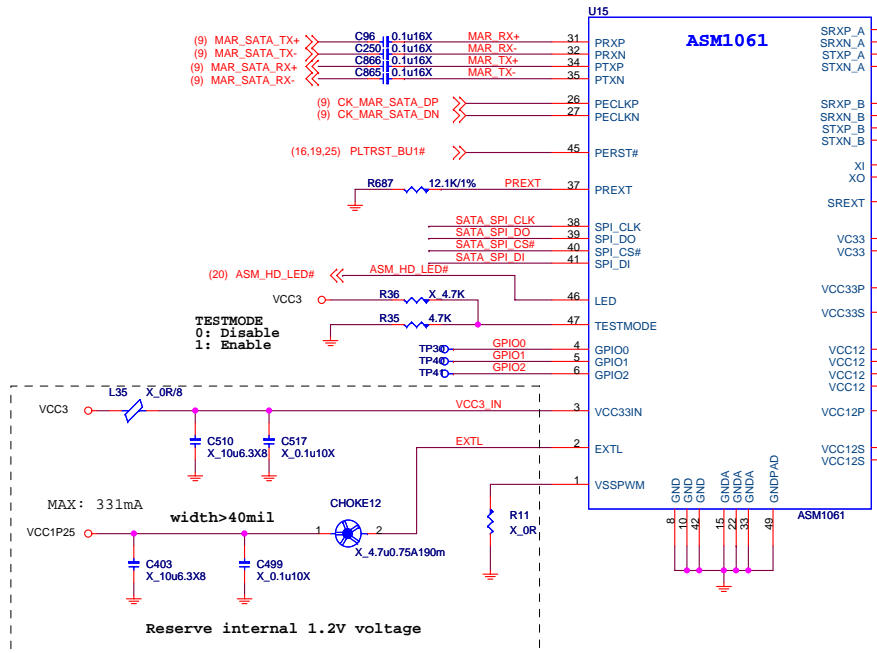 U15
ASM1061
(9) MAR_SATA_TX+ C96 0.1u16X MAR_RX+ 31 PRXP
(9) MAR_SATA_TX- C250 0.1u16X MAR_RX- 32 PRXN
(9) MAR_SATA_RX+ C866 0.1u16X MAR_TX+ 34 PTXP
(9) MAR_SATA_RX- C865 0.1u16X MAR_TX- 35 PTXN
(9) CK_MAR_SATA_DP 26 PECLKP
(9) CK_MAR_SATA_DN 27 PECLKN
(16,19,25) PLTRST_BU1# 45 PERST#
R687 12.1K/1% PREXT 37 PREXT
SATA_SPI_CLK 38 SPI_CLK
SATA_SPI_DO 39 SPI_DO
SATA_SPI_CS# 40 SPI_CS#
SATA_SPI_DI 41 SPI_DI
(20) ASM_HD_LED# ASM_HD_LED# 46 LED
VCC3 R36 X_4.7K
R35 4.7K 47 TESTMODE
TESTMODE
0: Disable
1: Enable
TP30 GPIO0 4 GPIO0
TP40 GPIO1 5 GPIO1
TP41 GPIO2 6 GPIO2
L35 X_0R/8
VCC3 VCC3_IN 3 VCC33IN
C510
X_10u6.3X8
C517
X_0.1u10X
EXTL 2 EXTL
1 VSSPWM
R11
X_0R
MAX: 331mA
width>40mil
CHOKE12
VCC1P25 1 2
X_4.7u0.75A190m
C403
X_10u6.3X8
C499
X_0.1u10X
Reserve internal 1.2V voltage
SRXP_A
SRXN_A
STXP_A
STXN_A
SRXP_B
SRXN_B
STXP_B
STXN_B
XI
XO
SREXT
VC33
VC33
VCC33P
VCC33S
VCC12
VCC12
VCC12
VCC12
VCC12P
VCC12S
VCC12S
GND GND GND GNDA GNDA GNDA GNDPAD
8 10 42 15 22 33 49
ASM1061